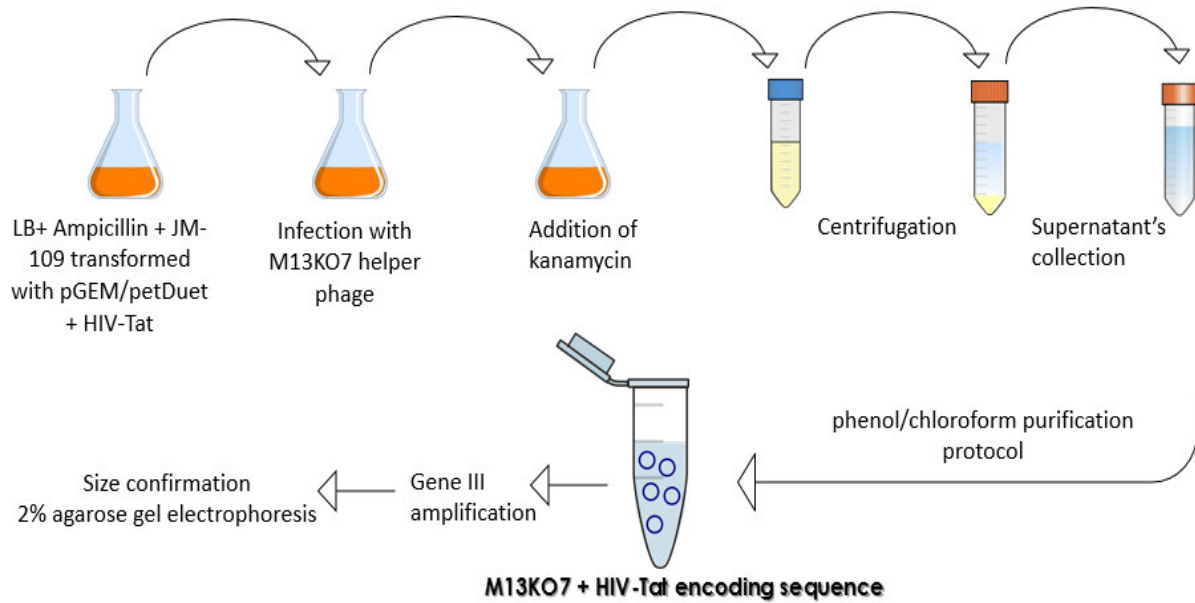 LB+ Ampicillin + JM-
109 transformed
with pGEM/petDuet
+ HIV-Tat
Infection with
M13KO7 helper
phage
Addition of
kanamycin
Centrifugation
Supernatant's
collection
phenol/chloroform purification
protocol
Gene III
amplification
Size confirmation
2% agarose gel electrophoresis
M13KO7 + HIV-Tat encoding sequence